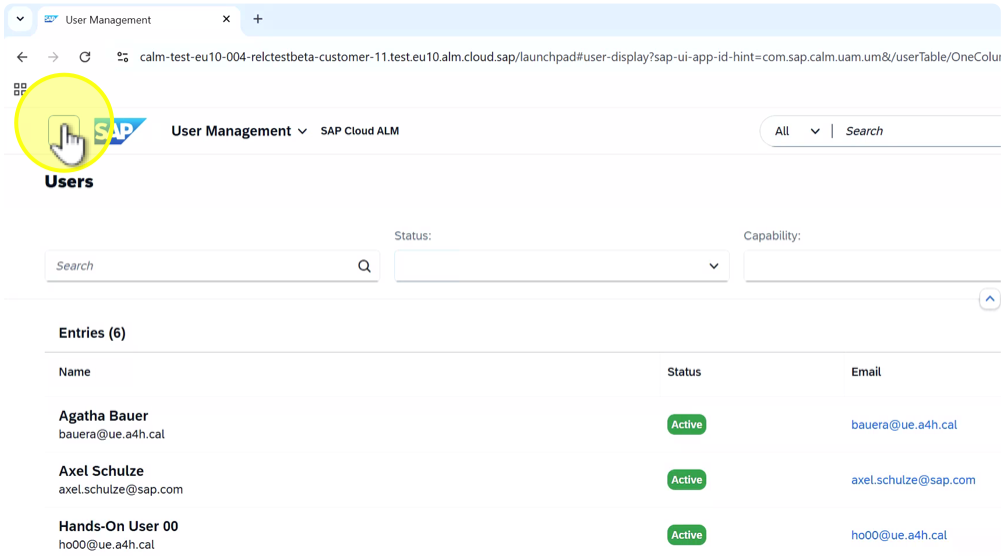 User Management
calm-test-eu10-004-relctestbeta-customer-11.test.eu10.alm.cloud.sap/launchpad#user-display?sap-ui-app-id-hint=com.sap.calm.uam.um&/userTable/OneColu
SAP User Management SAP Cloud ALM All Search
Users
Status: Capability:
Search
Entries (6)
Name Status Email
Agatha Bauer
bauera@ue.a4h.cal Active bauera@ue.a4h.cal
Axel Schulze
axel.schulze@sap.com Active axel.schulze@sap.com
Hands-On User 00
ho00@ue.a4h.cal Active ho00@ue.a4h.cal